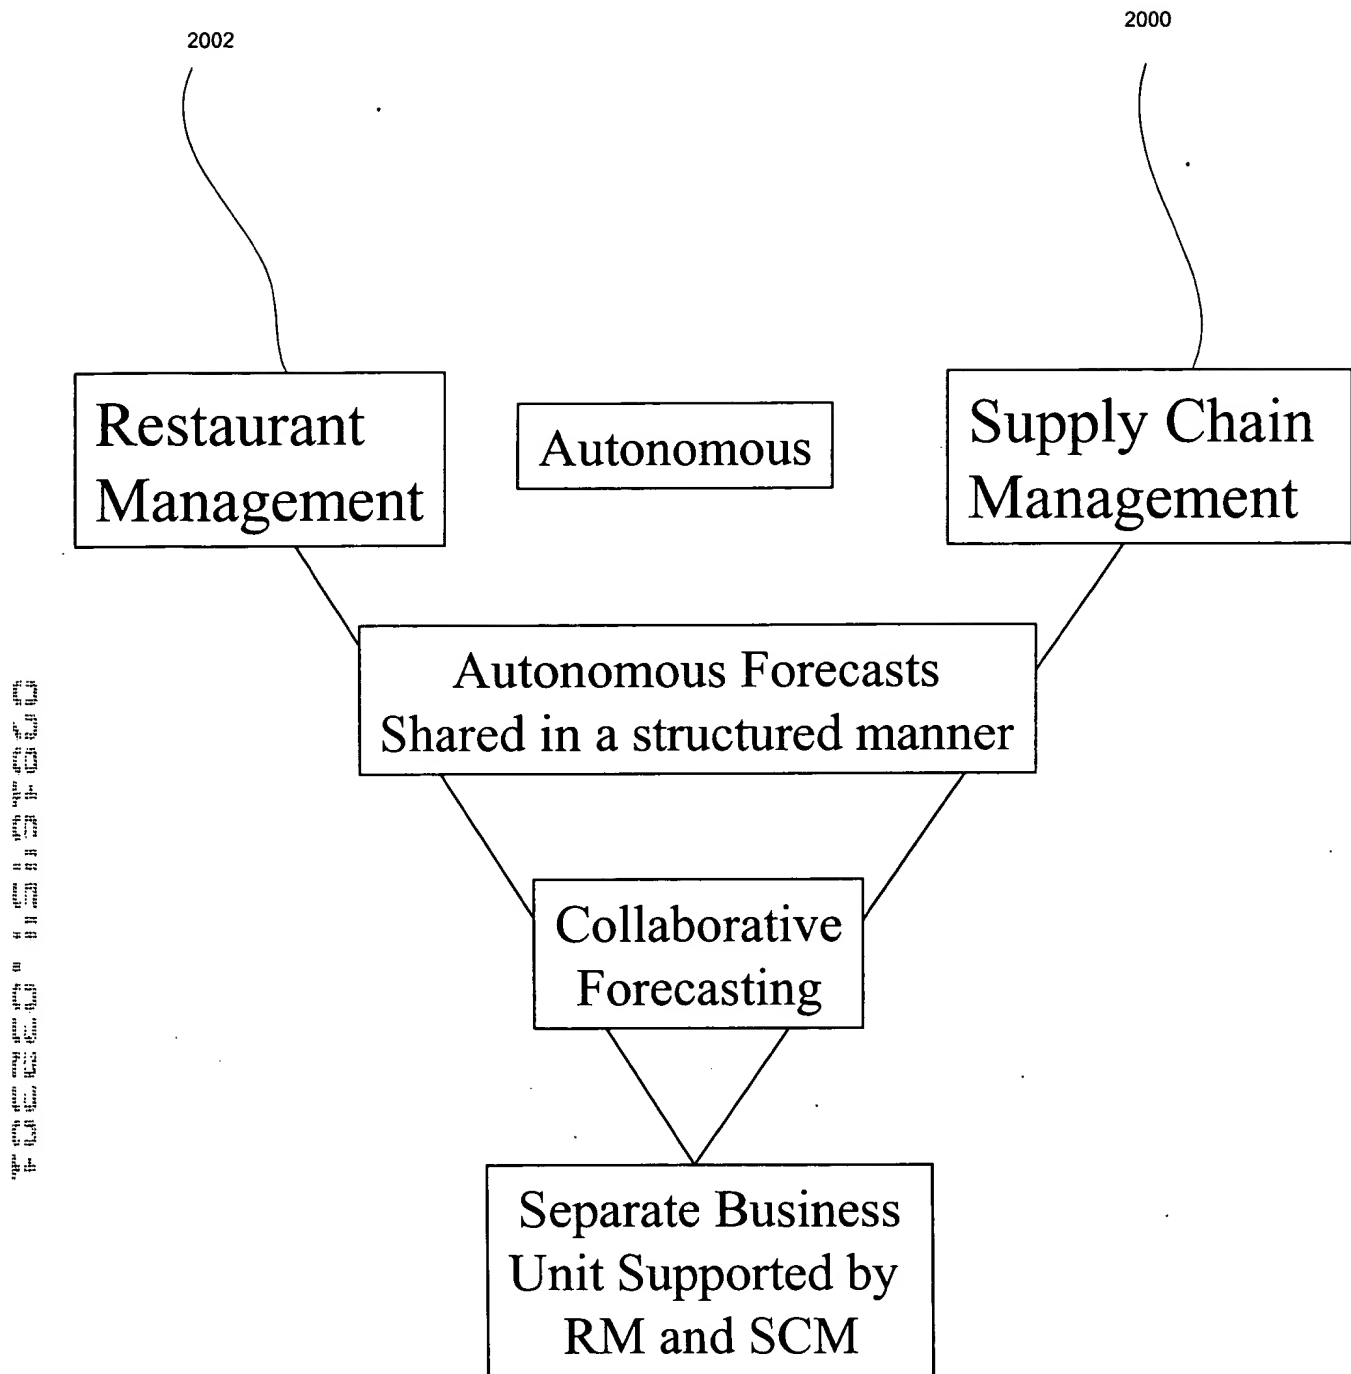 2002
2000
Restaurant
Management
Autonomous
Supply Chain
Management
Autonomous Forecasts
Shared in a structured manner
Collaborative
Forecasting
Separate Business
Unit Supported by
RM and SCM